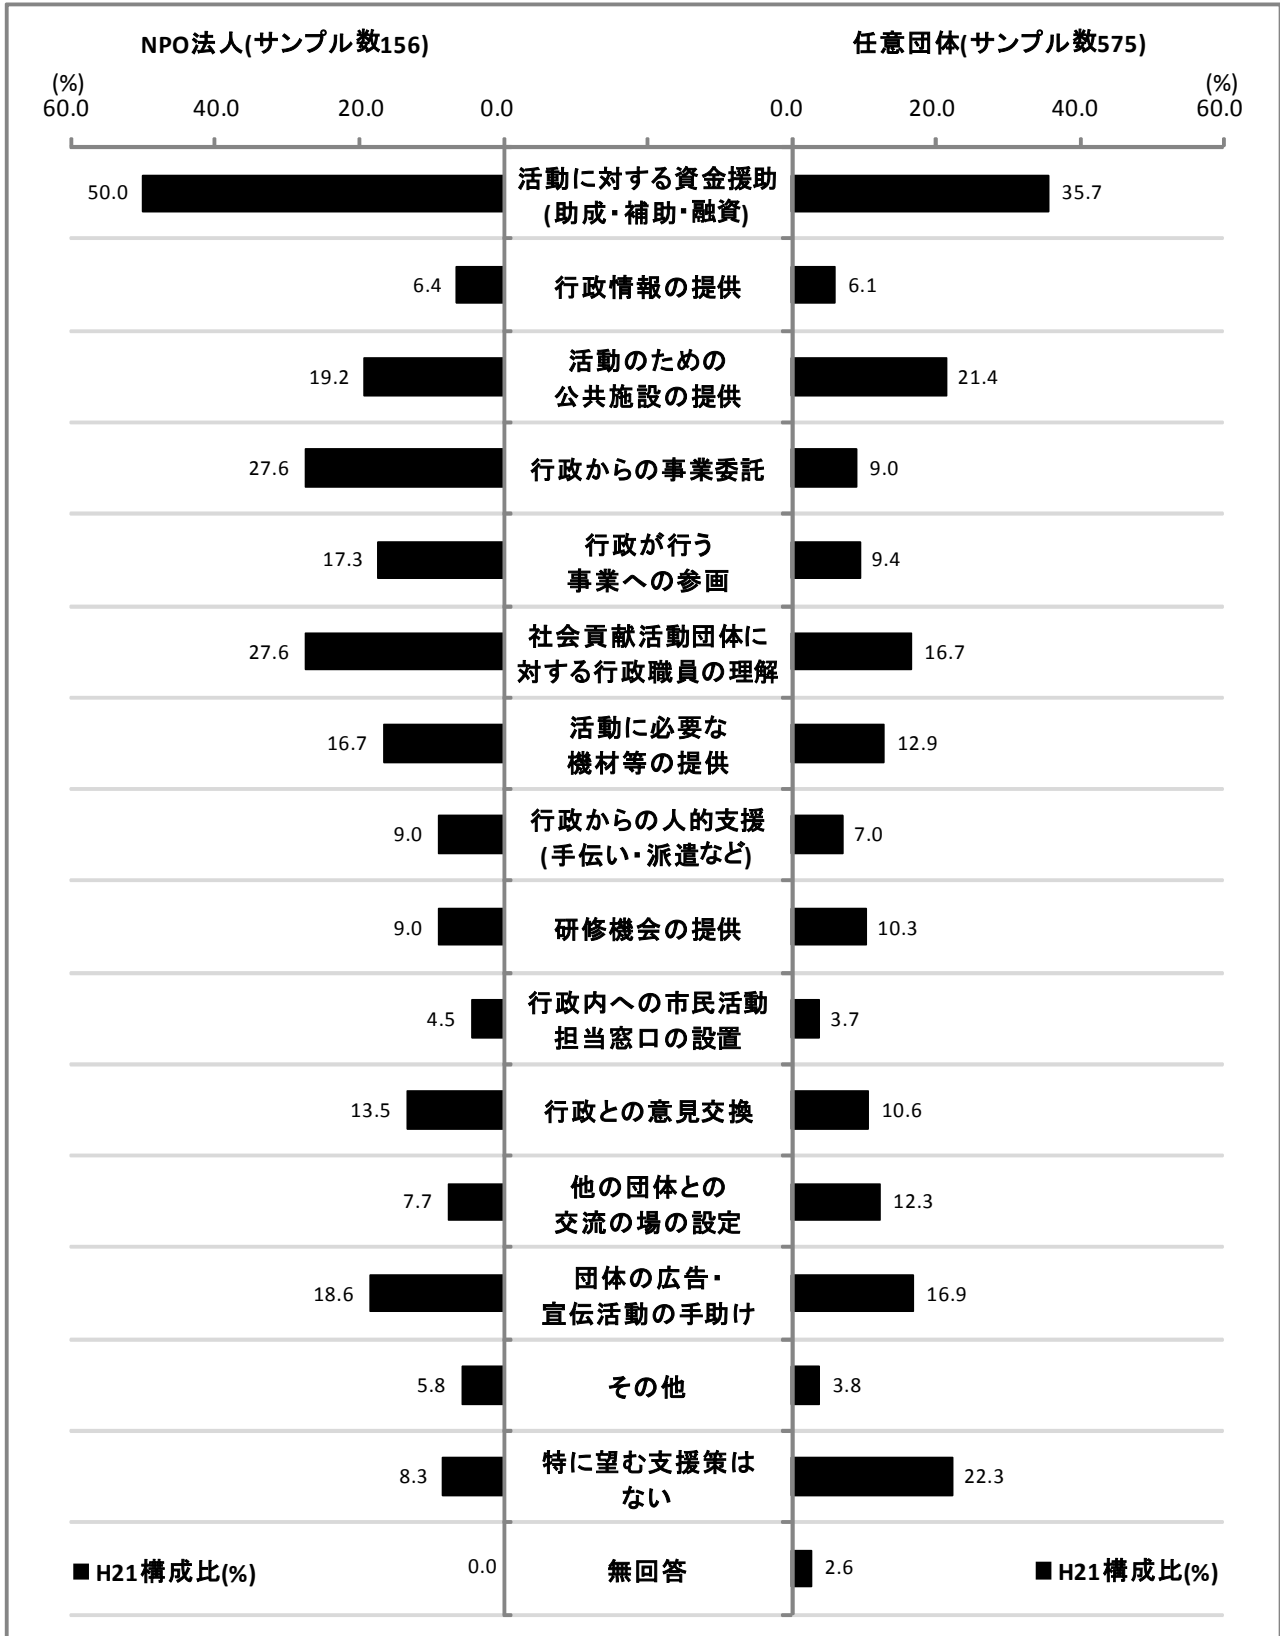 NPO法人(サンプル数156)
任意団体(サンプル数575)
(%)
(%)
60.0 40.0 20.0 0.0 0.0 20.0 40.0 60.0
50.0
活動に対する資金援助
(助成・補助・融資)
35.7
6.4
行政情報の提供
6.1
19.2
活動のための
公共施設の提供
21.4
27.6
行政からの事業委託
9.0
17.3
行政が行う
事業への参画
9.4
27.6
社会貢献活動団体に
対する行政職員の理解
16.7
16.7
活動に必要な
機材等の提供
12.9
9.0
行政からの人的支援
(手伝い・派遣など)
7.0
9.0
研修機会の提供
10.3
4.5
行政内への市民活動
担当窓口の設置
3.7
13.5
行政との意見交換
10.6
7.7
他の団体との
交流の場の設定
12.3
18.6
団体の広告・
宣伝活動の手助け
16.9
5.8
その他
3.8
8.3
特に望む支援策は
ない
22.3
■H21構成比(%)
0.0
無回答
2.6
■H21構成比(%)